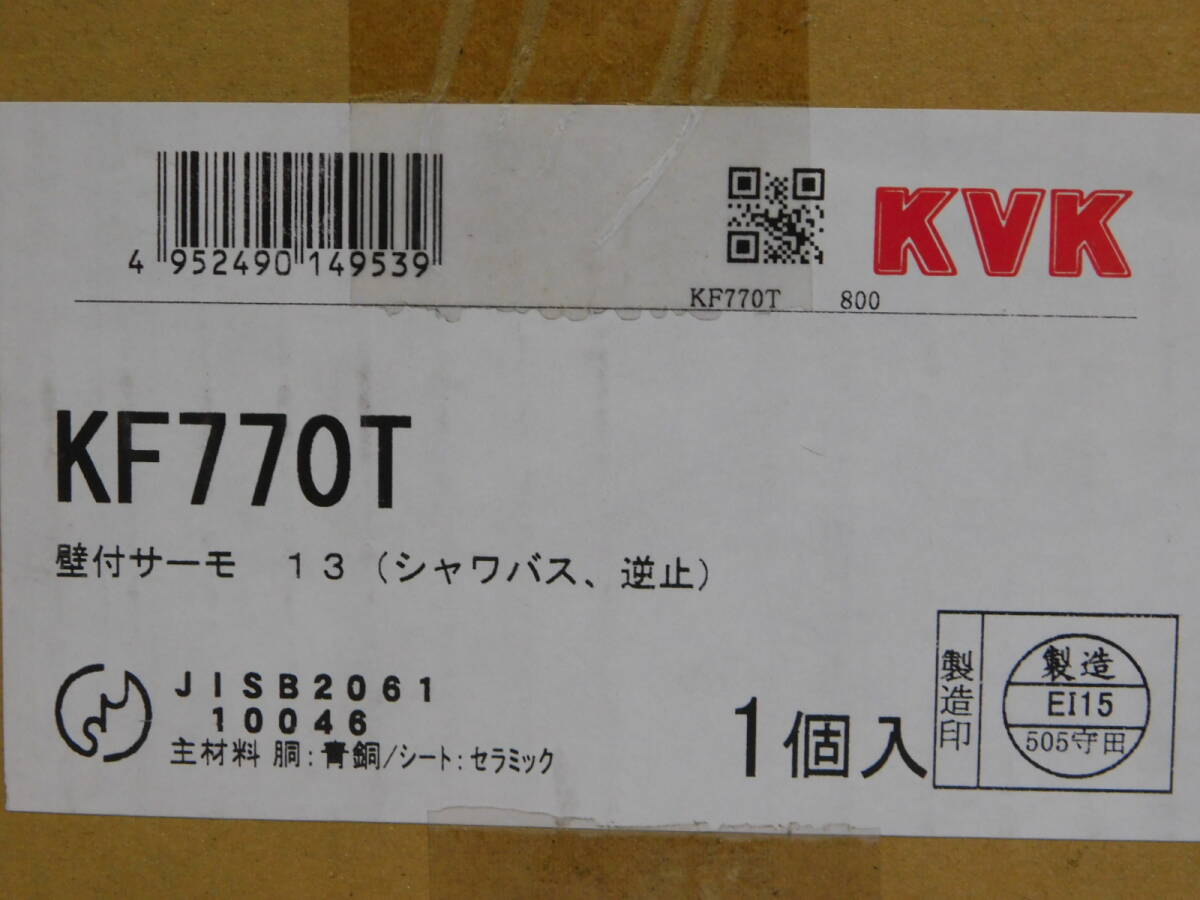 4 952490 149539
KVK
KF770T 800
KF770T
壁付サーモ 13 (シャワバス、逆止)
JISB2061
10046
主材料 胴:青銅/シート:セラミック
1個入
製造印
製造
EI15
505守田